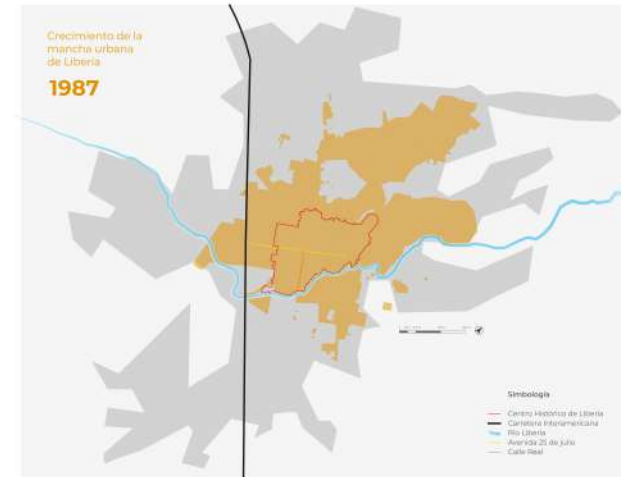 Crecimiento de la
mancha urbana
de Liberia
1987
Simbología
Centro Histórico de Liberia
Carretera Interamericana
Río Liberia
Avenida 25 de julio
Calle Real